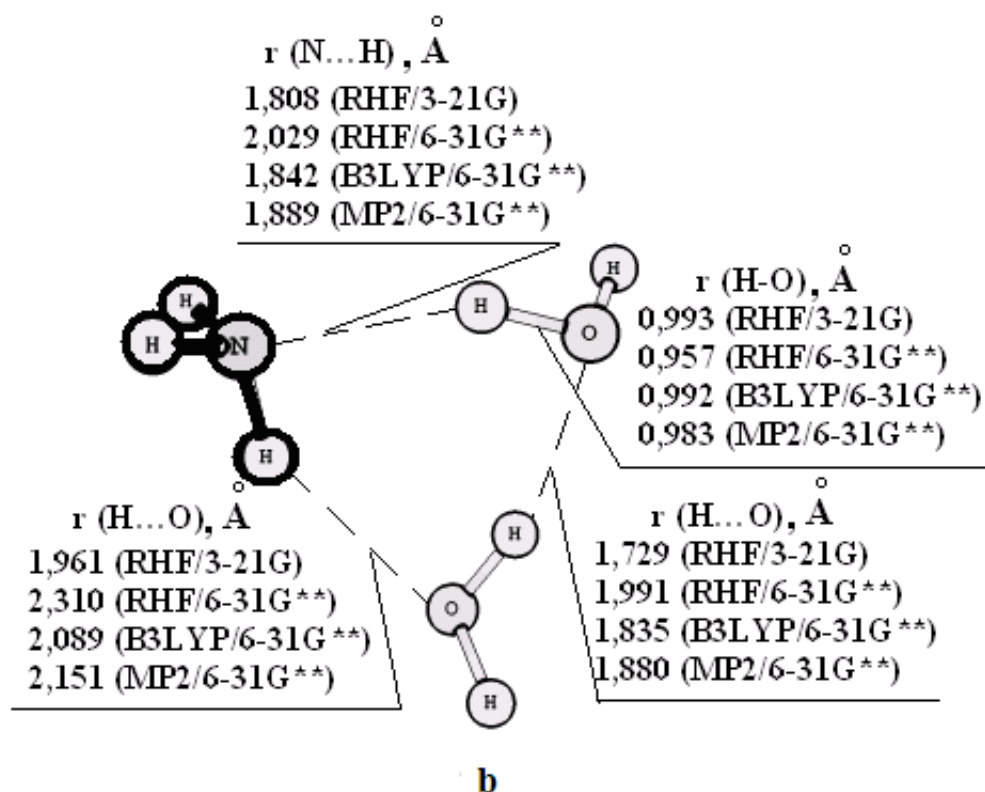 r (N...H) , Å
1,808 (RHF/3-21G)
2,029 (RHF/6-31G**)
1,842 (B3LYP/6-31G**)
1,889 (MP2/6-31G**)
r (H-O), Å
0,993 (RHF/3-21G)
0,957 (RHF/6-31G**)
0,992 (B3LYP/6-31G**)
0,983 (MP2/6-31G**)
H
H
N
H
H
H
O
r (H...O), Å
1,961 (RHF/3-21G)
2,310 (RHF/6-31G**)
2,089 (B3LYP/6-31G**)
2,151 (MP2/6-31G**)
H
O
H
r (H...O), Å
1,729 (RHF/3-21G)
1,991 (RHF/6-31G**)
1,835 (B3LYP/6-31G**)
1,880 (MP2/6-31G**)
b